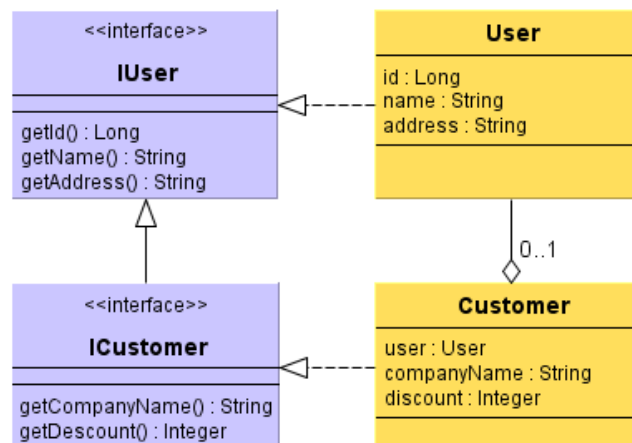 <<interface>>
IUser
getId() : Long
getName() : String
getAddress() : String
User
id : Long
name : String
address : String
0..1
<<interface>>
ICustomer
getCompanyName() : String
getDescount() : Integer
Customer
user : User
companyName : String
discount : Integer